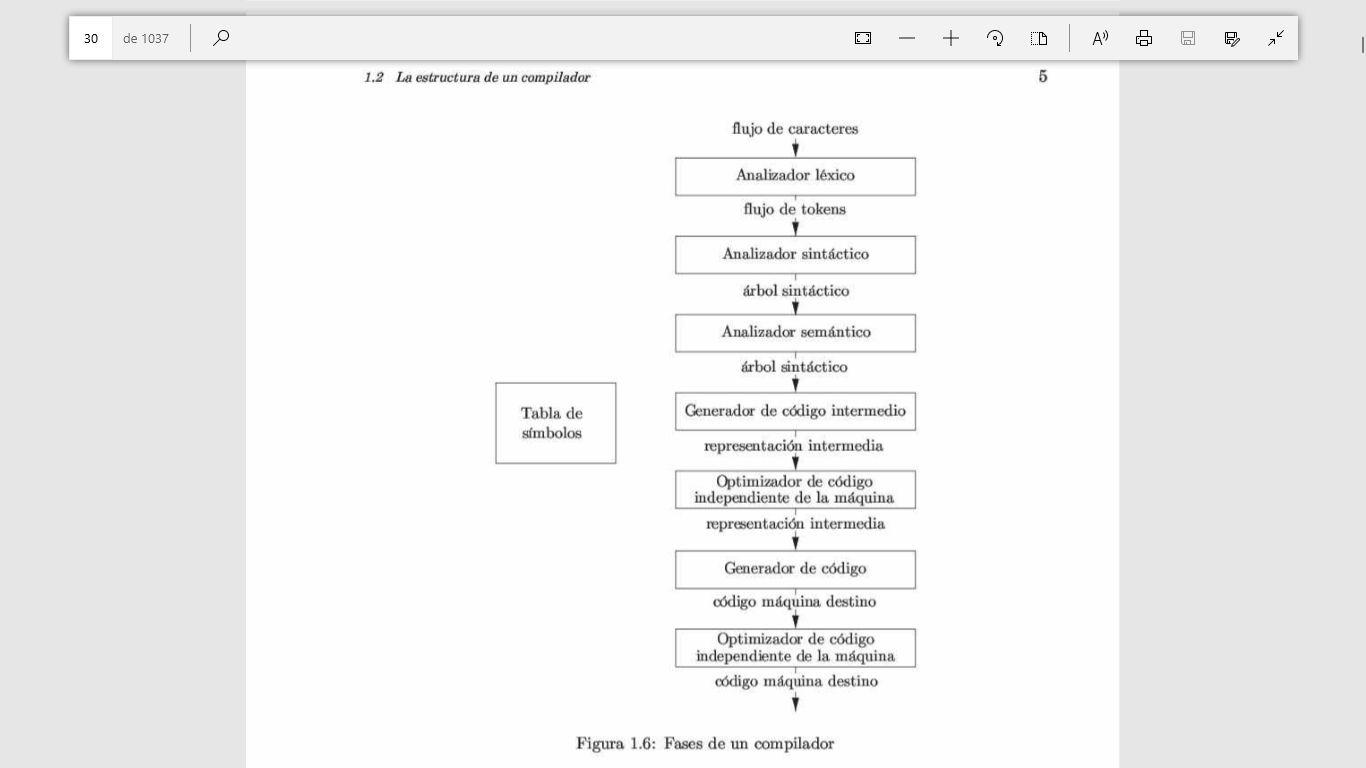 30 de 1037
1.2 La estructura de un compilador 5
flujo de caracteres
Analizador léxico
flujo de tokens
Analizador sintáctico
árbol sintáctico
Analizador semántico
árbol sintáctico
Tabla de
símbolos
Generador de código intermedio
representación intermedia
Optimizador de código
independiente de la máquina
representación intermedia
Generador de código
código máquina destino
Optimizador de código
independiente de la máquina
código máquina destino
Figura 1.6: Fases de un compilador